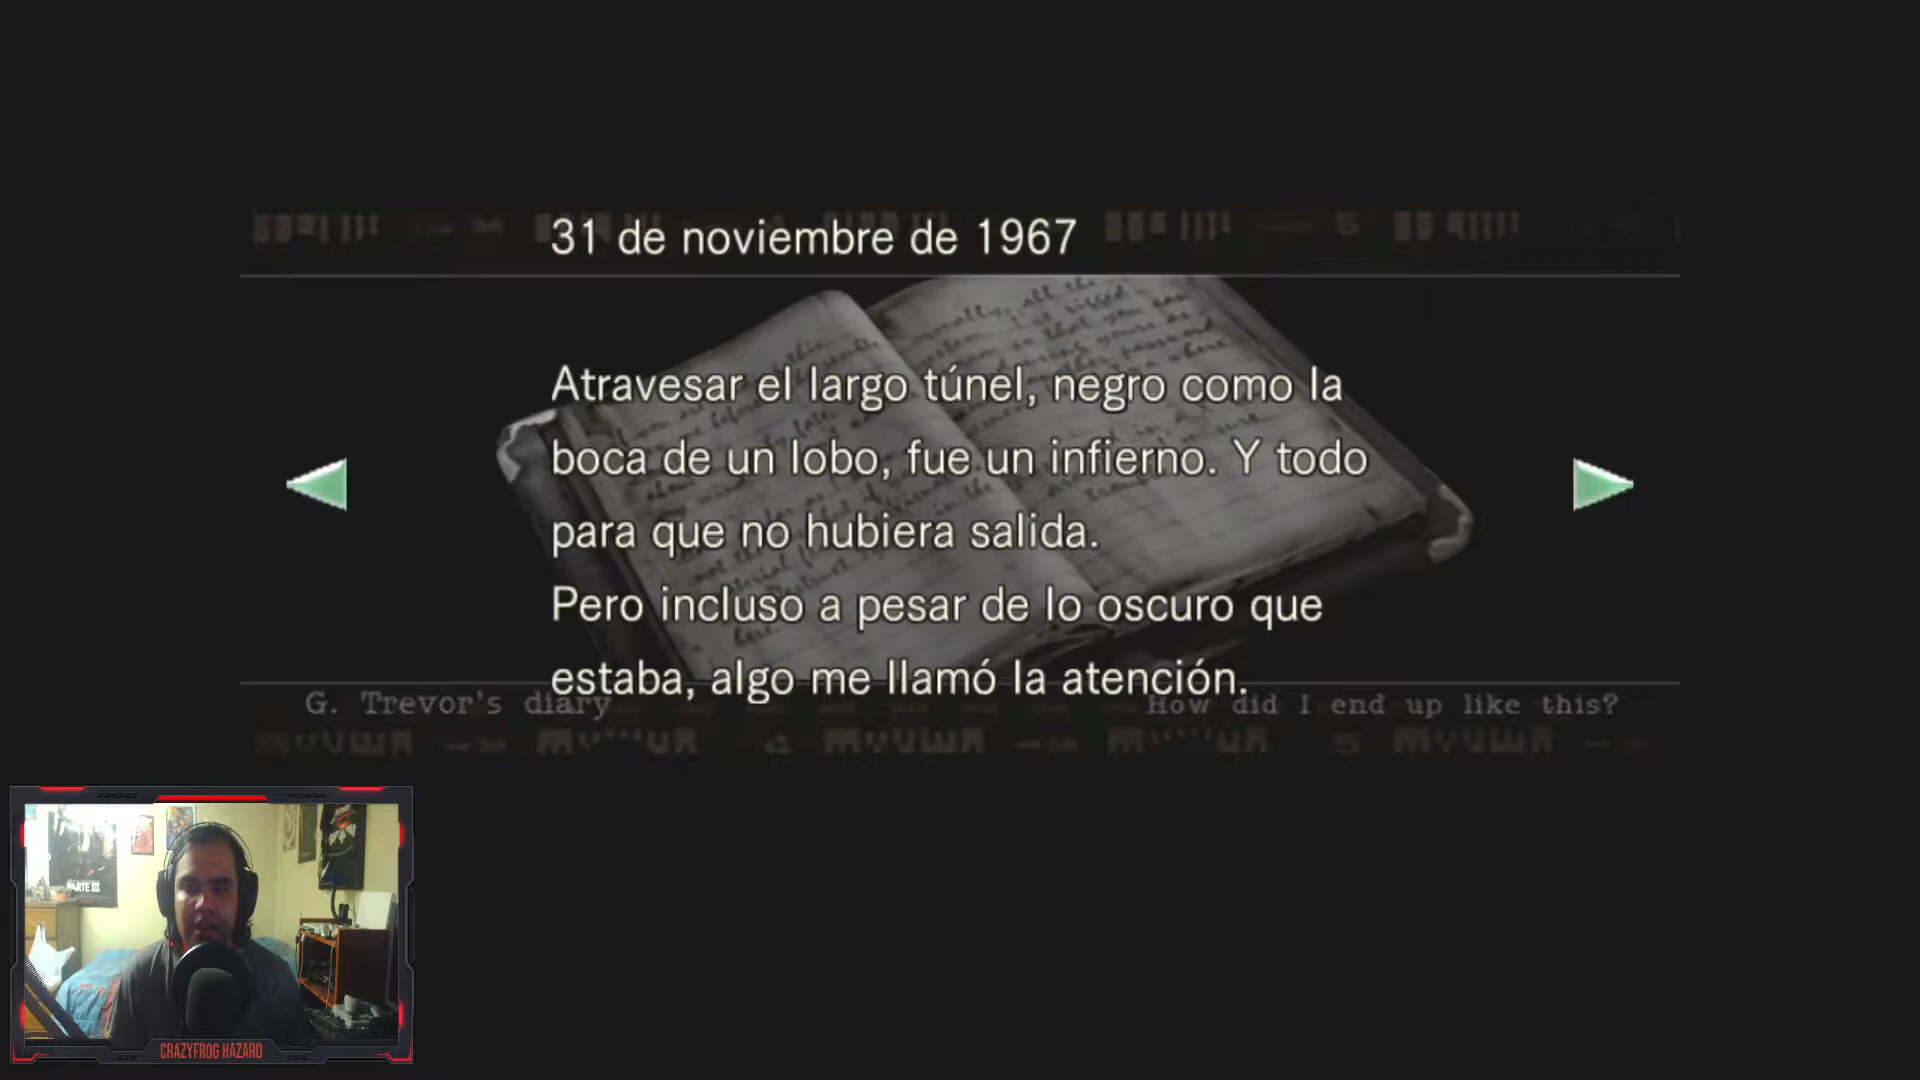 31 de noviembre de 1967
Atravesar el largo túnel, negro como la
boca de un lobo, fue un infierno. Y todo
para que no hubiera salida.
Pero incluso a pesar de lo oscuro que
estaba, algo me llamó la atención.
G. Trevor's diary
How did I end up like this?
PARTE III
CRAZYFROG HAZARD